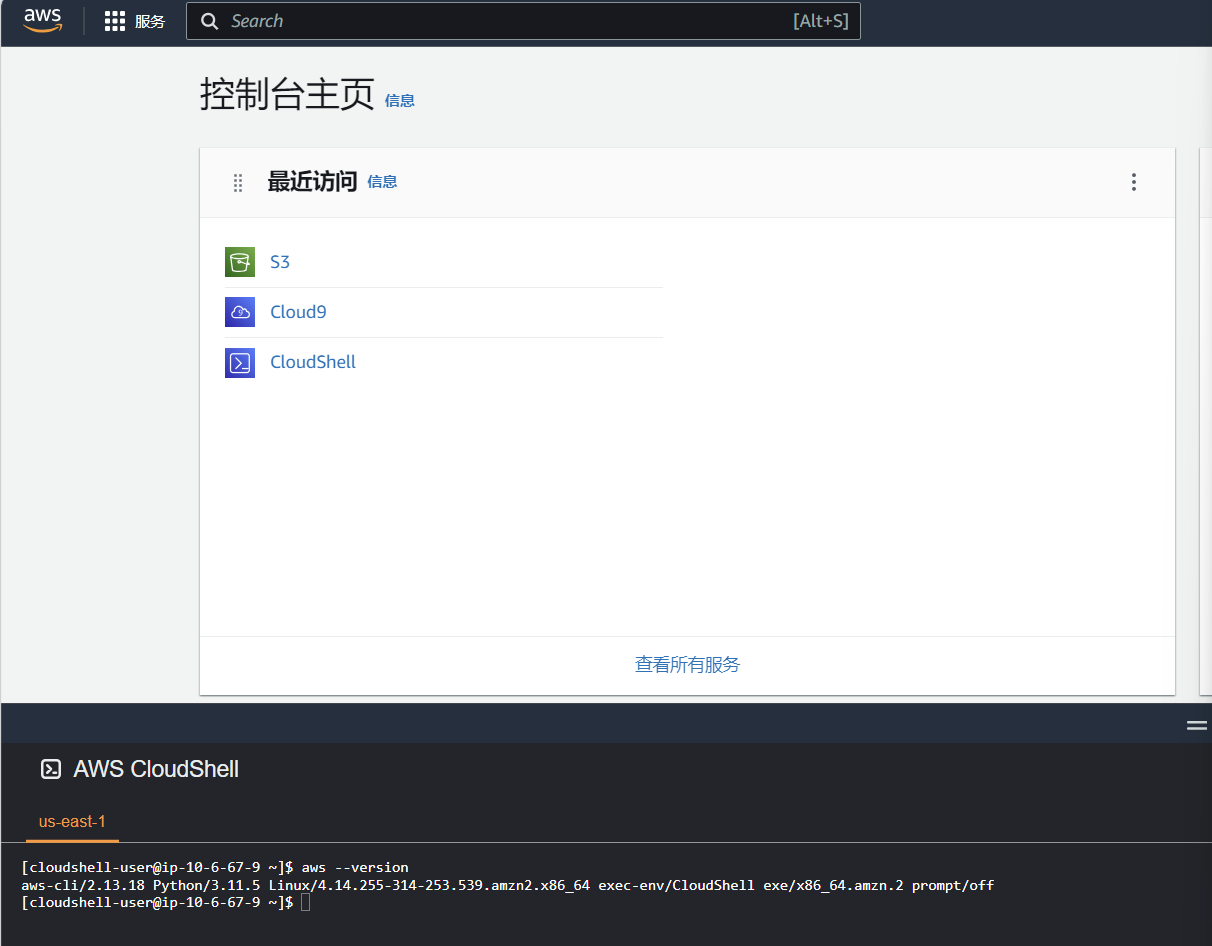 aws
服务
Search
[Alt+S]
控制台主页 信息
最近访问 信息
S3
Cloud9
CloudShell
查看所有服务
AWS CloudShell
us-east-1
[cloudshell-user@ip-10-6-67-9 ~]$ aws --version
aws-cli/2.13.18 Python/3.11.5 Linux/4.14.255-314-253.539.amzn2.x86_64 exec-env/CloudShell exe/x86_64.amzn.2 prompt/off
[cloudshell-user@ip-10-6-67-9 ~]$